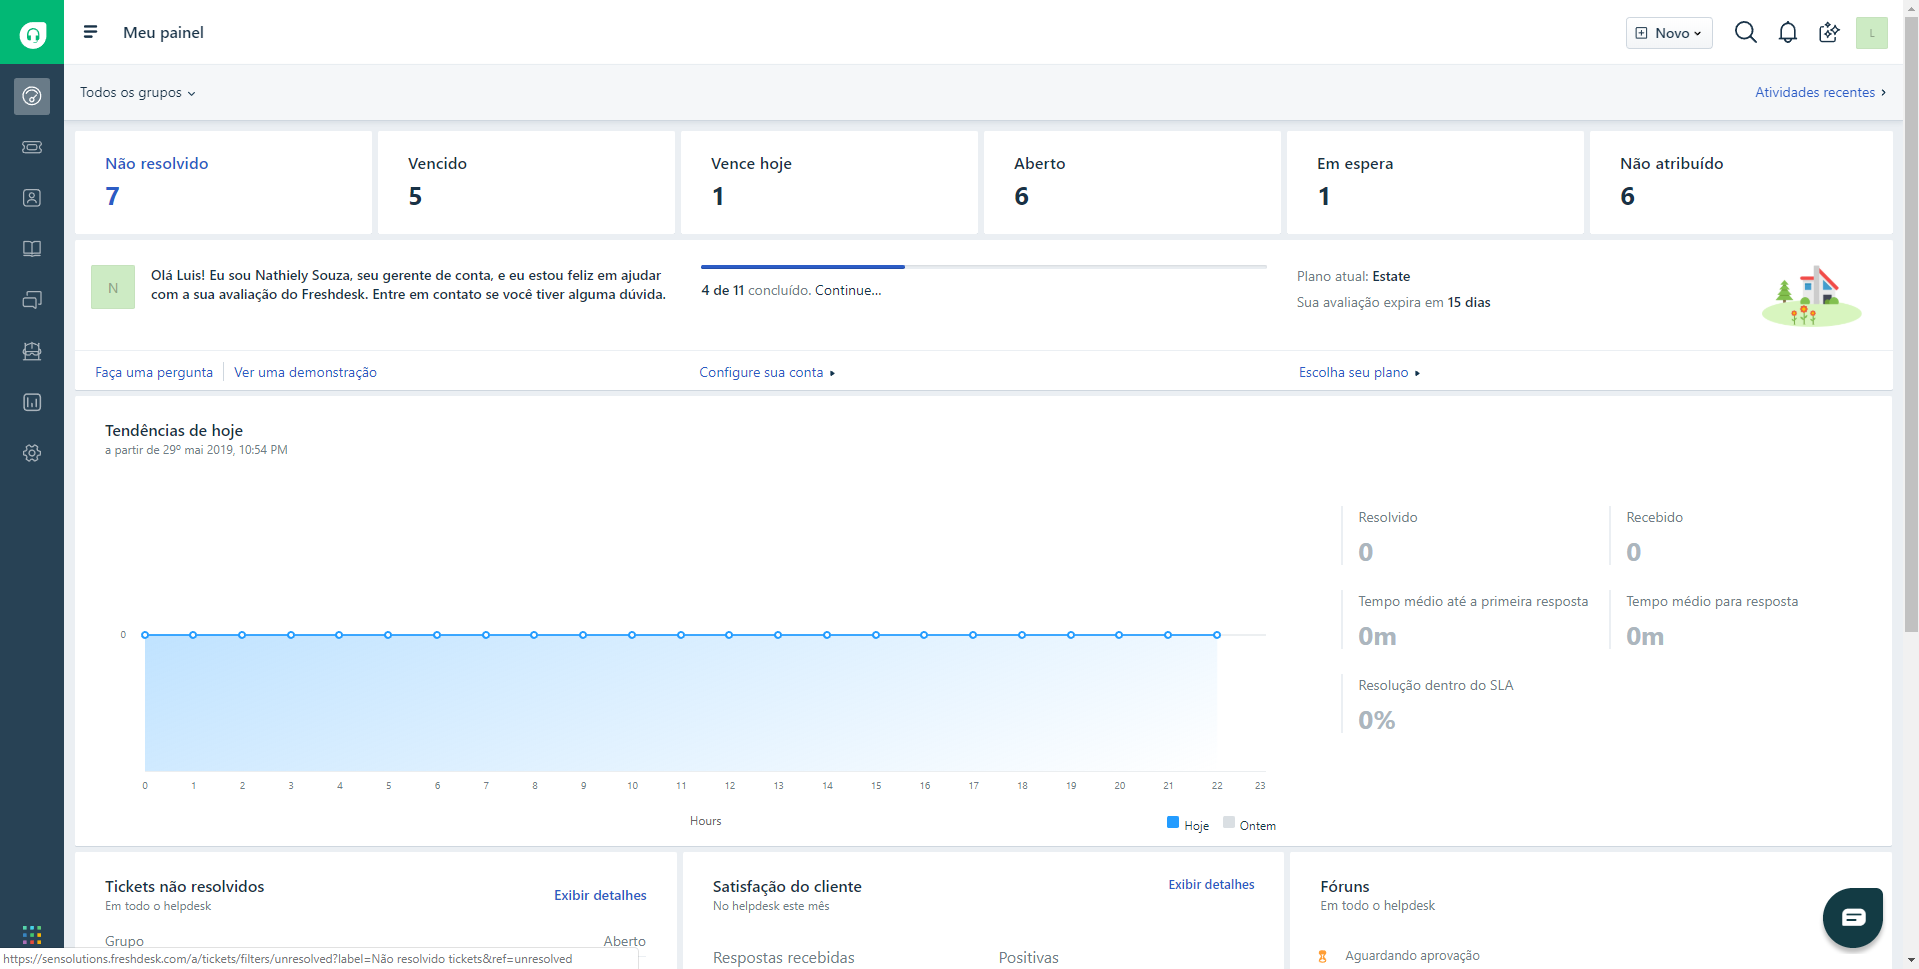 Meu painel
Novo
L
Todos os grupos
Atividades recentes
Não resolvido
7
Vencido
5
Vence hoje
1
Aberto
6
Em espera
1
Não atribuído
6
N
Olá Luis! Eu sou Nathiely Souza, seu gerente de conta, e eu estou feliz em ajudar
com a sua avaliação do Freshdesk. Entre em contato se você tiver alguma dúvida.
4 de 11 concluído. Continue...
Plano atual: Estate
Sua avaliação expira em 15 dias
Faça uma pergunta
Ver uma demonstração
Configure sua conta
Escolha seu plano
Tendências de hoje
a partir de 29º mai 2019, 10:54 PM
Resolvido
0
Recebido
0
Tempo médio até a primeira resposta
0m
Tempo médio para resposta
0m
Resolução dentro do SLA
0%
0
0 1 2 3 4 5 6 7 8 9 10 11 12 13 14 15 16 17 18 19 20 21 22 23
Hours
Hoje
Ontem
Tickets não resolvidos
Em todo o helpdesk
Exibir detalhes
Grupo
Aberto
Satisfação do cliente
No helpdesk este mês
Exibir detalhes
Respostas recebidas
Positivas
Fóruns
Em todo o helpdesk
Aguardando aprovação
https://sensolutions.freshdesk.com/a/tickets/filters/unresolved?label=Não resolvido tickets&ref=unresolved